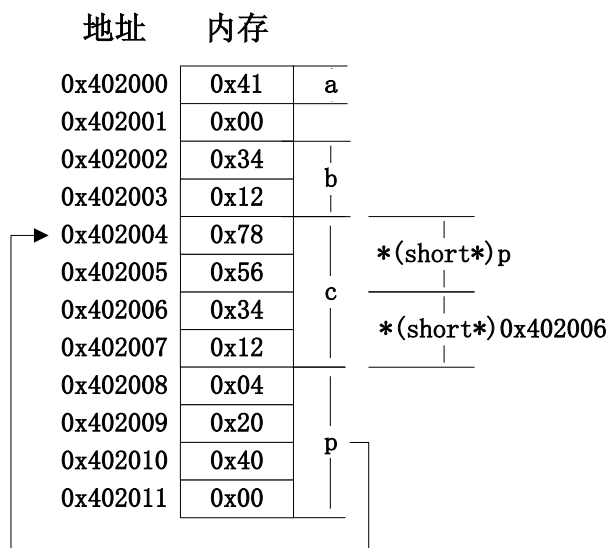 地址 内存
0x402000 0x41 a
0x402001 0x00
0x402002 0x34
b
0x402003 0x12
0x402004 0x78
*(short*)p
0x402005 0x56
c
0x402006 0x34
*(short*)0x402006
0x402007 0x12
0x402008 0x04
0x402009 0x20
p
0x402010 0x40
0x402011 0x00